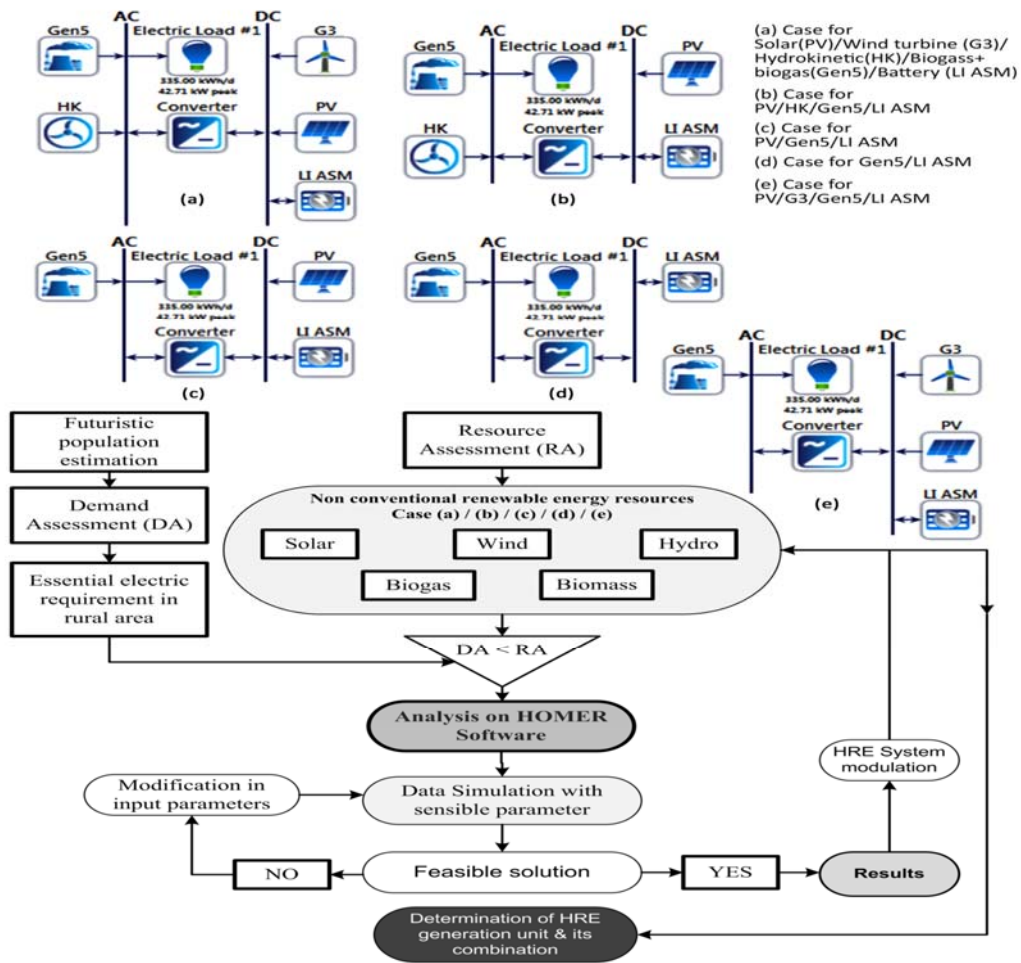 AC
DC
Gen5
Electric Load #1
G3
335.00 kWh/d
42.71 kW peak
HK
Converter
PV
LI ASM
(a)
AC
DC
Gen5
Electric Load #1
PV
335.00 kWh/d
42.71 kW peak
HK
Converter
LI ASM
(b)
(a) Case for
Solar(PV)/Wind turbine (G3)/
Hydrokinetic(HK)/Biogass+
biogas(Gen5)/Battery (LI ASM)
(b) Case for
PV/HK/Gen5/LI ASM
(c) Case for
PV/Gen5/LI ASM
(d) Case for Gen5/LI ASM
(e) Case for
PV/G3/Gen5/LI ASM
AC
DC
Gen5
Electric Load #1
PV
335.00 kWh/d
42.71 kW peak
Converter
LI ASM
(c)
AC
DC
Gen5
Electric Load #1
LI ASM
335.00 kWh/d
42.71 kW peak
Converter
(d)
AC
DC
Gen5
Electric Load #1
G3
335.00 kWh/d
42.71 kW peak
Converter
PV
LI ASM
(e)
Futuristic
population
estimation
Demand
Assessment (DA)
Essential electric
requirement in
rural area
Resource
Assessment (RA)
Non conventional renewable energy resources
Case (a) / (b) / (c) / (d) / (e)
Solar
Wind
Hydro
Biogas
Biomass
DA < RA
Analysis on HOMER
Software
Modification in
input parameters
Data Simulation with
sensible parameter
HRE System
modulation
NO
Feasible solution
YES
Results
Determination of HRE
generation unit & its
combination